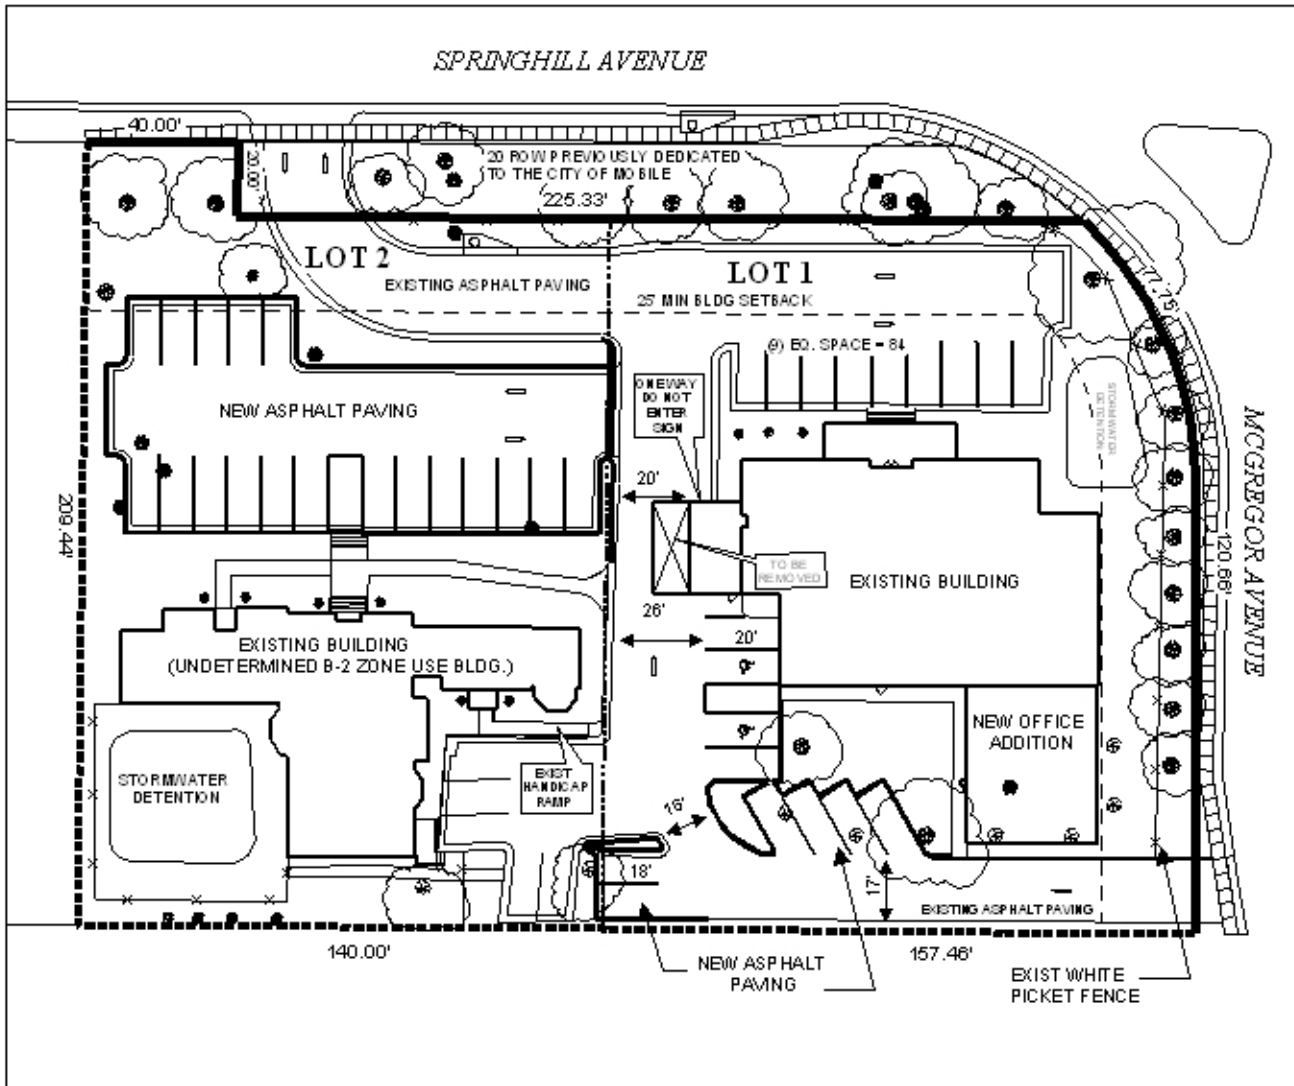 SPRINGHILL AVENUE
40.00'
20.00'
20 ROW PREVIOUSLY DEDICATED
TO THE CITY OF MOBILE
225.33'
LOT 2
LOT 1
EXISTING ASPHALT PAVING
25' MIN BLDG SETBACK
(9) EQ. SPACE = 84
ONEWAY
DO NOT
ENTER
SIGN
NEW ASPHALT PAVING
STORMWATER
DETENTION
MCGREGOR AVENUE
209.44'
20'
TO BE
REMOVED
EXISTING BUILDING
120.66'
26'
20'
EXISTING BUILDING
(UNDETERMINED B-2 ZONE USE BLDG.)
NEW OFFICE
ADDITION
STORMWATER
DETENTION
EXIST
HANDICAP
RAMP
16'
18'
17'
EXISTING ASPHALT PAVING
140.00'
NEW ASPHALT
PAVING
157.46'
EXIST WHITE
PICKET FENCE